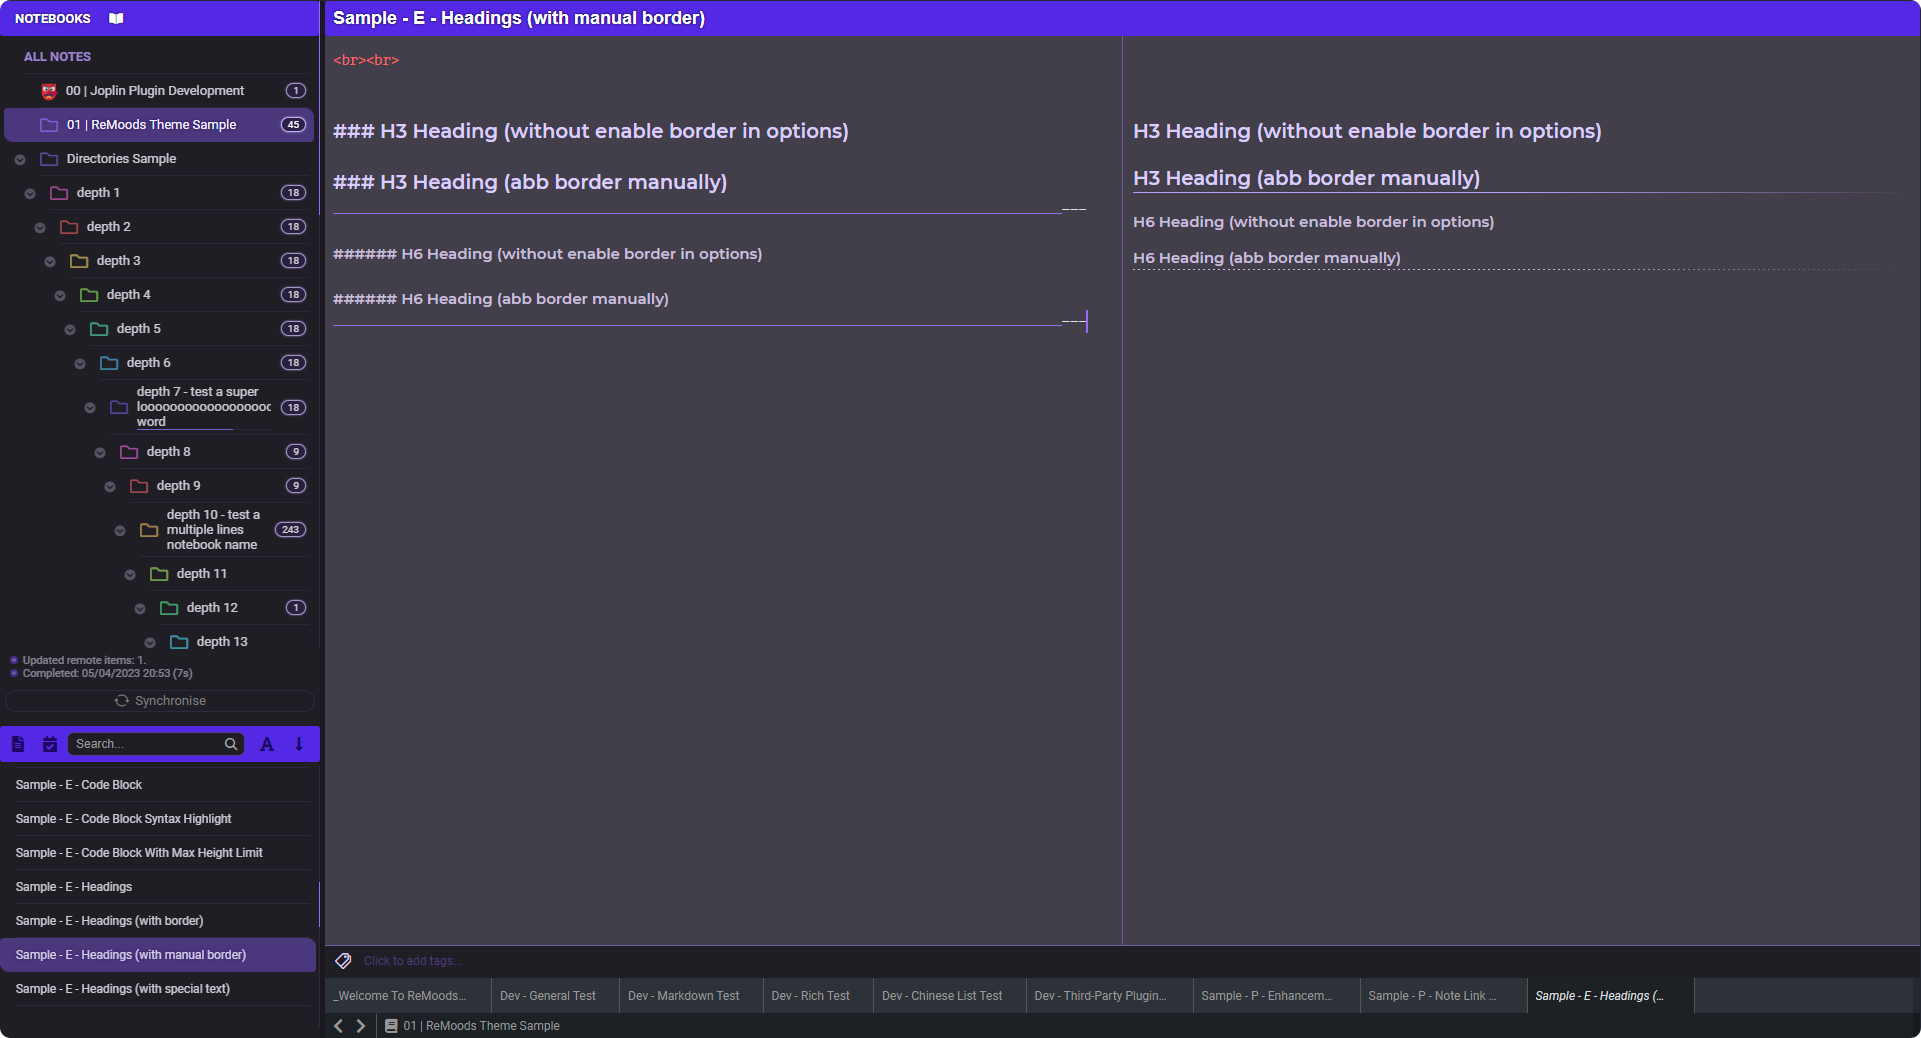 NOTEBOOKS
ALL NOTES
00 | Joplin Plugin Development 1
01 | ReMoods Theme Sample 45
Directories Sample
depth 1 18
depth 2 18
depth 3 18
depth 4 18
depth 5 18
depth 6 18
depth 7 - test a super
word 18
depth 8 9
depth 9 9
depth 10 - test a
multiple lines 243
notebook name
depth 11
depth 12 1
depth 13
Updated remote items: 1.
Completed: 05/04/2023 20:53 (7s)
Synchronise
Search...
A
Sample - E - Code Block
Sample - E - Code Block Syntax Highlight
Sample - E - Code Block With Max Height Limit
Sample - E - Headings
Sample - E - Headings (with border)
Sample - E - Headings (with manual border)
Sample - E - Headings (with special text)
Sample - E - Headings (with manual border)
<br><br>
### H3 Heading (without enable border in options)
### H3 Heading (abb border manually)
---
###### H6 Heading (without enable border in options)
###### H6 Heading (abb border manually)
---
H3 Heading (without enable border in options)
H3 Heading (abb border manually)
H6 Heading (without enable border in options)
H6 Heading (abb border manually)
Click to add tags...
_Welcome To ReMoods...
Dev - General Test
Dev - Markdown Test
Dev - Rich Test
Dev - Chinese List Test
Dev - Third-Party Plugin...
Sample - P - Enhancem...
Sample - P - Note Link ...
Sample - E - Headings (...
01 | ReMoods Theme Sample